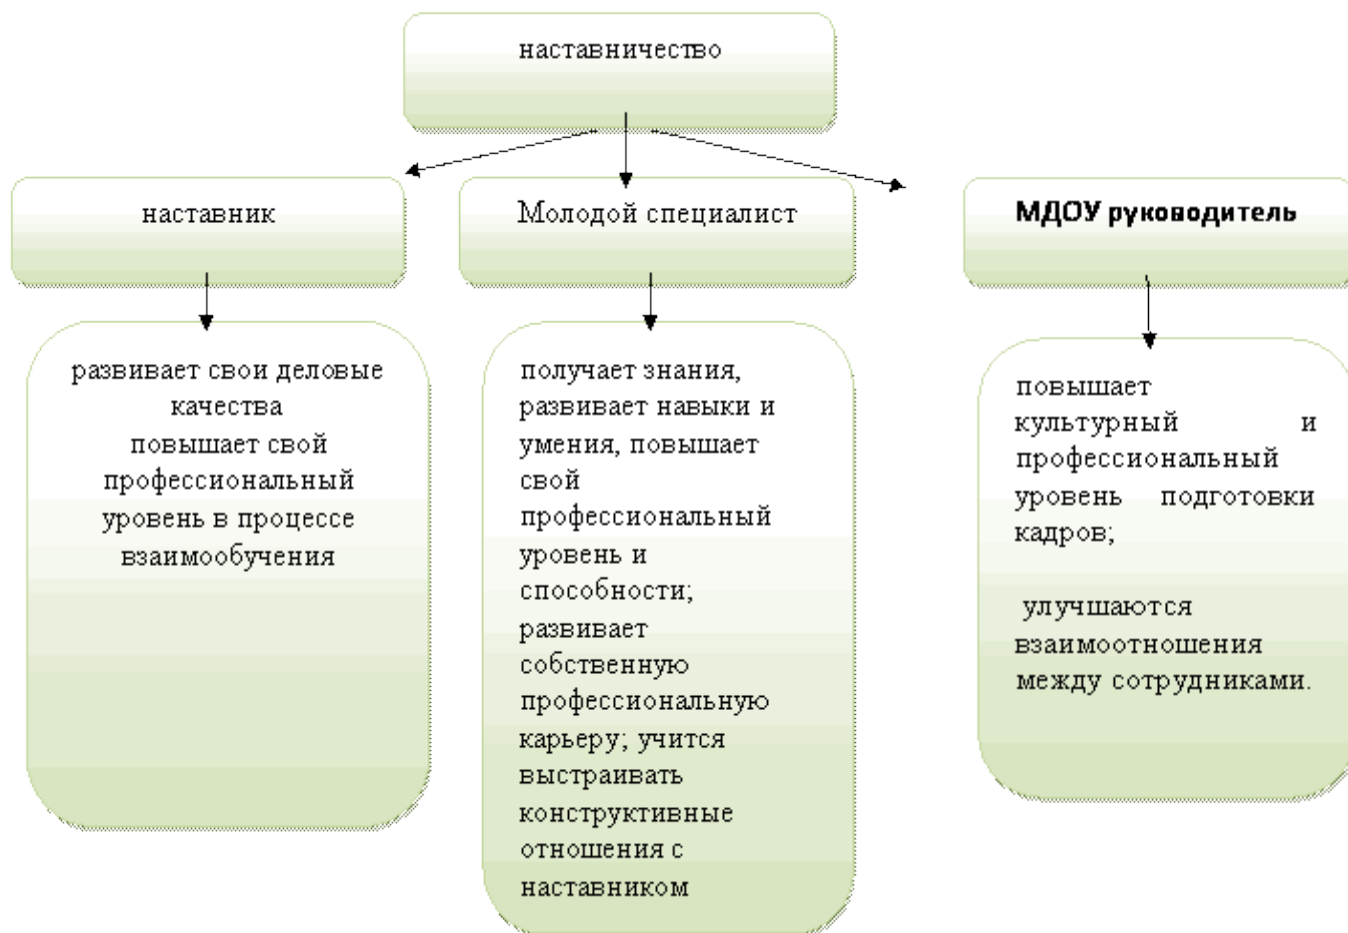 наставничество
наставник
Молодой специалист
МДОУ руководитель
развивает свои деловые
качества
повышает свой
профессиональный
уровень в процессе
взаимообучения
получает знания,
развивает навыки и
умения, повышает
свой
профессиональный
уровень и
способности;
развивает
собственную
профессиональную
карьеру; учится
выстраивать
конструктивные
отношения с
наставником
повышает
культурный и
профессиональный
уровень подготовки
кадров;
улучшаются
взаимоотношения
между сотрудниками.